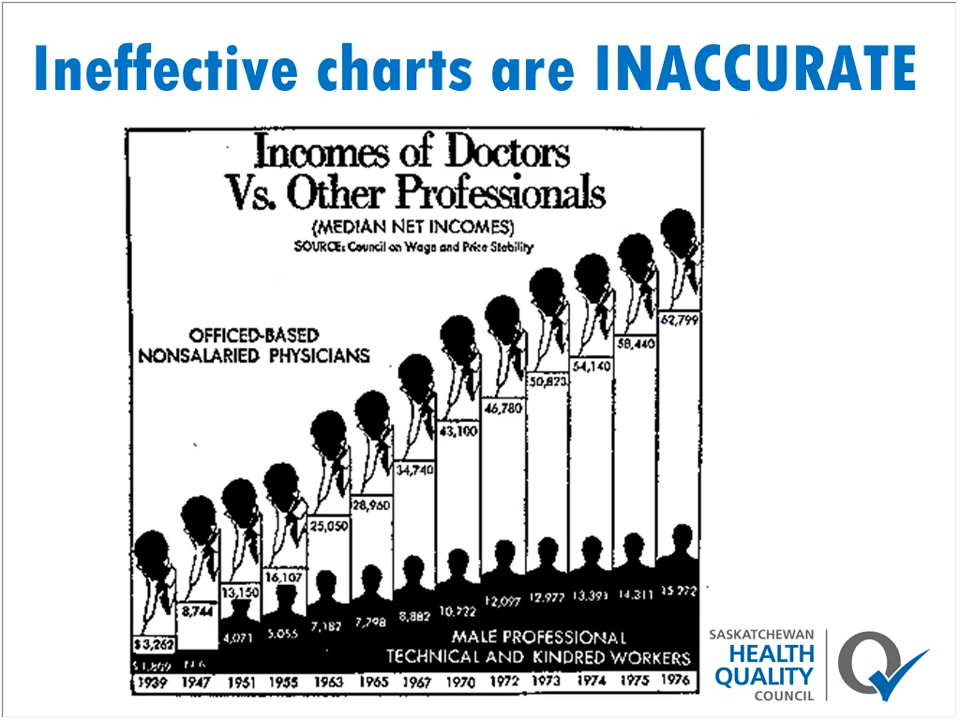 Ineffective charts are INACCURATE
Incomes of Doctors
Vs. Other Professionals
(MEDIAN NET INCOMES)
SOURCE: Council on Wage and Price Stability
OFFICED-BASED
NONSALARIED PHYSICIANS
62,799
58,440
54,140
50,823
46,780
43,100
34,740
28,960
25,050
16,107
13,150
8,744
$3,262
4,071
5,055
7,182
7,798
8,882
10,722
12,097
12,977
13,391
14,311
MALE PROFESSIONAL
TECHNICAL AND KINDRED WORKERS
1939 1947 1951 1955 1963 1965 1967 1970 1972 1973 1974 1975 1976
SASKATCHEWAN
HEALTH
QUALITY
COUNCIL